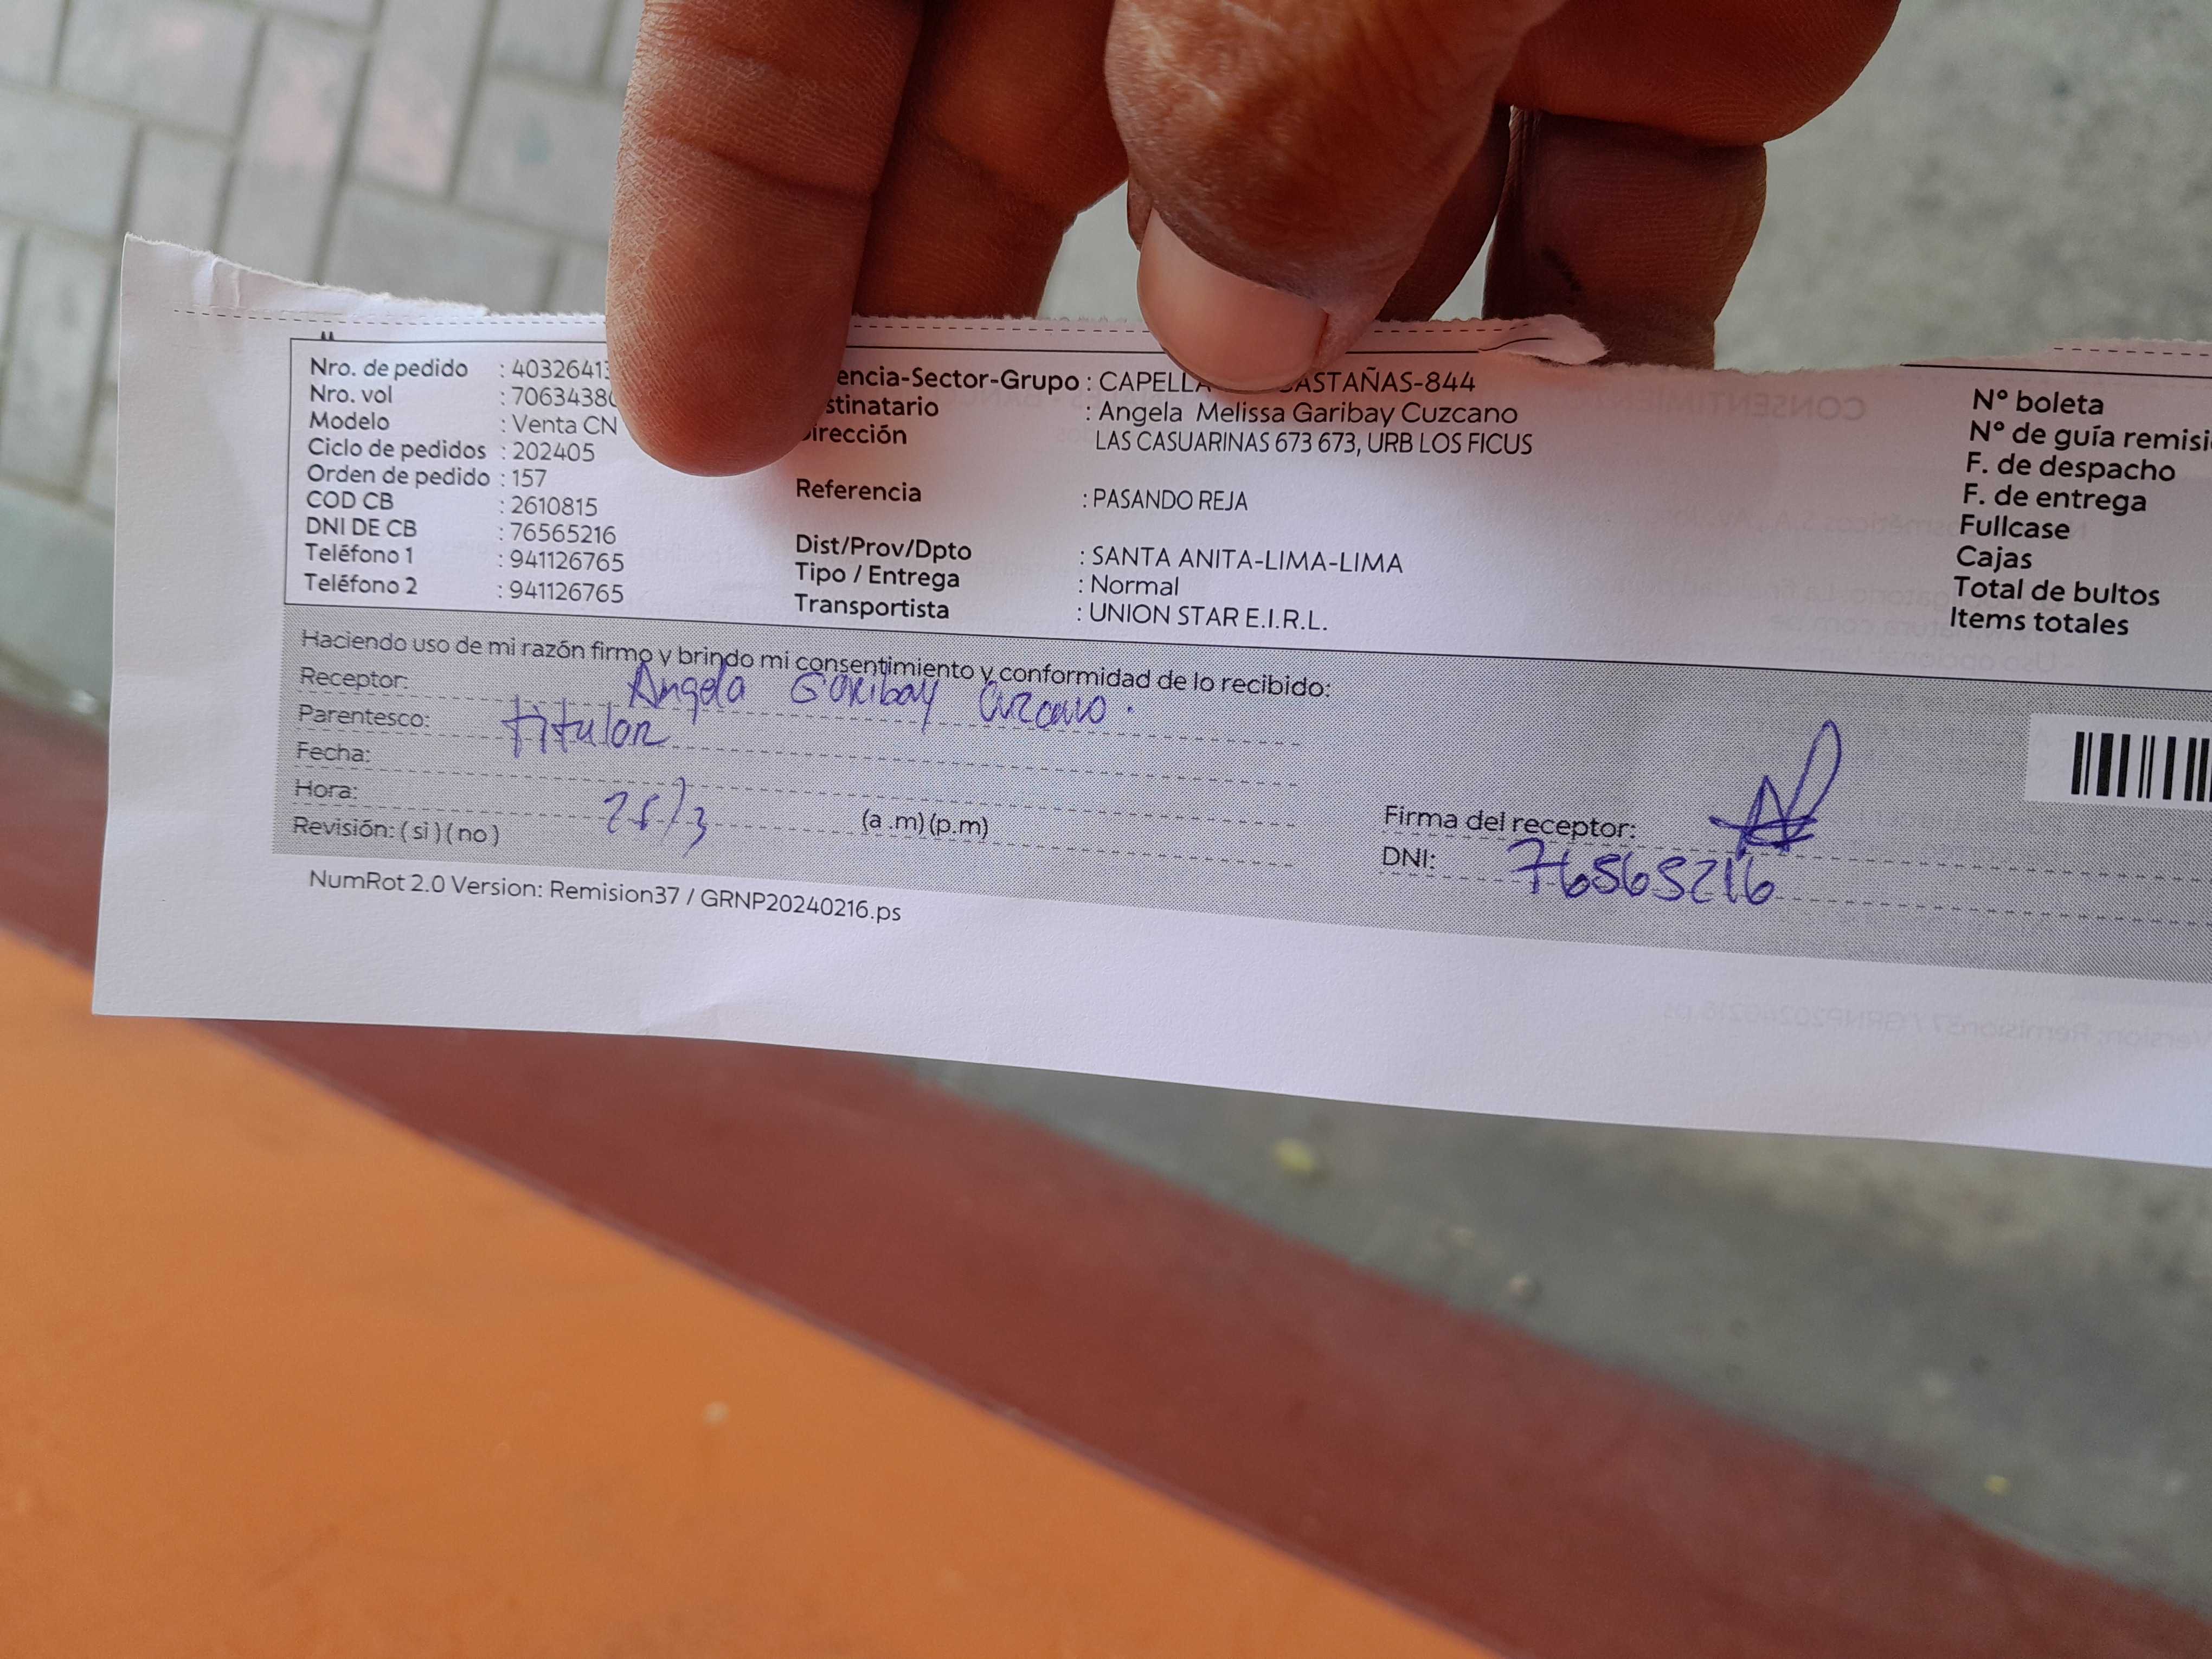 Nro. de pedido : 4032641
Nro. vol : 7063438
Modelo : Venta CN
Ciclo de pedidos : 202405
Orden de pedido : 157
COD CB : 2610815
DNI DE CB : 76565216
Teléfono 1 : 941126765
Teléfono 2 : 941126765
encia-Sector-Grupo : CAPELLA ASTAÑAS-844
stinatario : Angela Melissa Garibay Cuzcano
irección LAS CASUARINAS 673 673, URB LOS FICUS
Referencia : PASANDO REJA
Dist/Prov/Dpto : SANTA ANITA-LIMA-LIMA
Tipo / Entrega : Normal
Transportista : UNION STAR E.I.R.L.
N° boleta
N° de guía remisi
F. de despacho
F. de entrega
Fullcase
Cajas
Total de bultos
Items totales
Haciendo uso de mi razón firmo y brindo mi consentimiento y conformidad de lo recibido:
Receptor: Angela Garibay Cuzcano.
Parentesco: titular
Fecha:
Hora: 25/3 (a .m) (p.m)
Revisión: ( si ) ( no )
Firma del receptor:
DNI: 76565216
NumRot 2.0 Version: Remision37 / GRNP20240216.ps